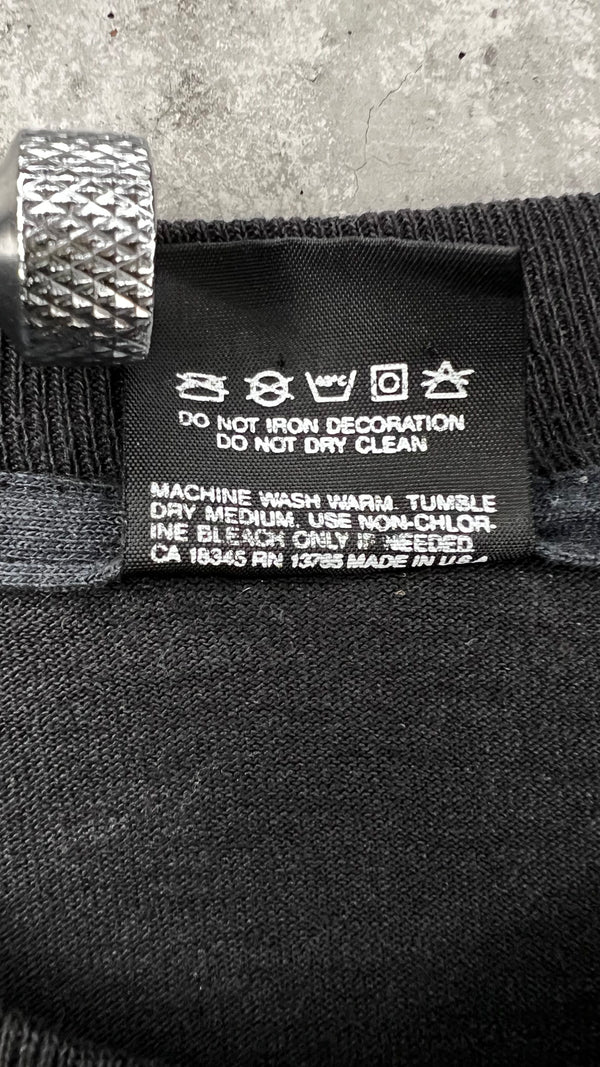 40°C
DO NOT IRON DECORATION
DO NOT DRY CLEAN
MACHINE WASH WARM. TUMBLE
DRY MEDIUM. USE NON-CHLOR-
INE BLEACH ONLY IF NEEDED.
CA 18345 RN 13765 MADE IN U.S.A.